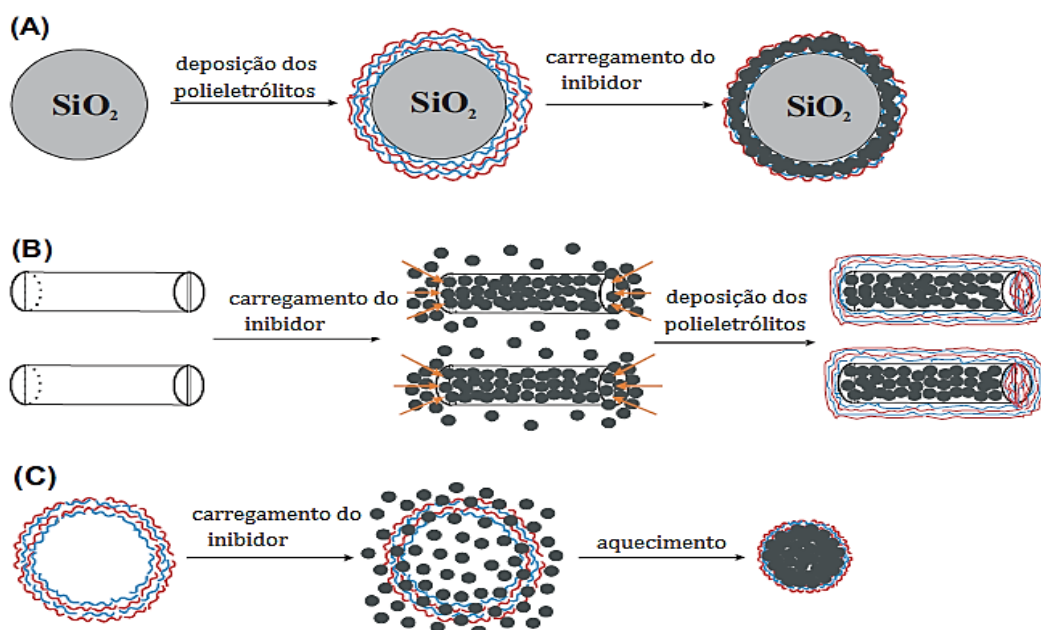 (A)
SiO₂
deposição dos
polieletrólitos
SiO₂
carregamento do
inibidor
SiO₂
(B)
carregamento do
inibidor
deposição dos
polieletrólitos
(C)
carregamento do
inibidor
aquecimento